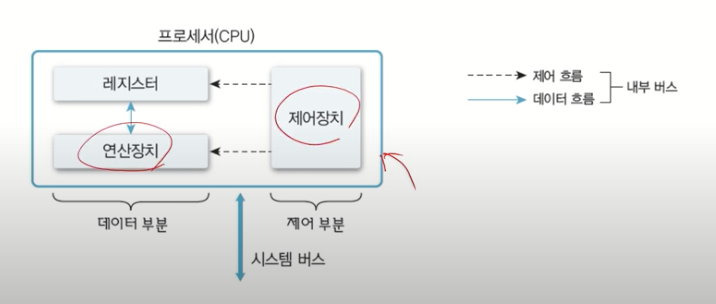 프로세서(CPU)
레지스터
연산장치
제어장치
제어 흐름
데이터 흐름
내부 버스
데이터 부분
제어 부분
시스템 버스